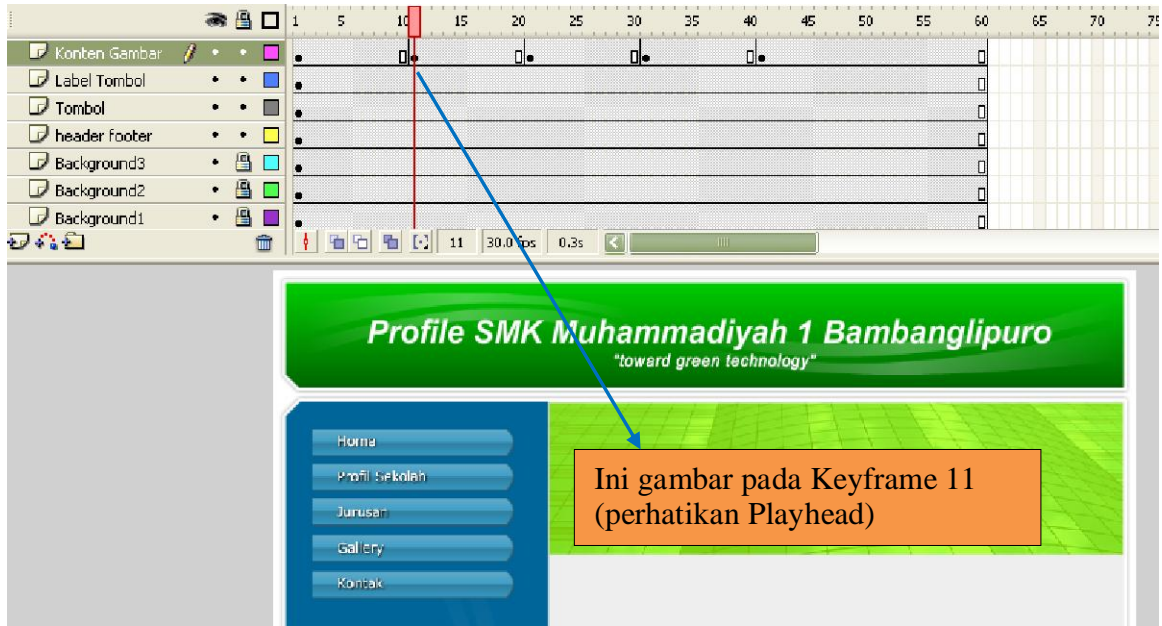 1 5 10 15 20 25 30 35 40 45 50 55 60 65 70 75
Konten Gambar
Label Tombol
Tombol
header footer
Background3
Background2
Background1
11 30.0 fps 0.3s
Profile SMK Muhammadiyah 1 Bambanglipuro
"toward green technology"
Home
Profil Sekolah
Jurusan
Gallery
Kontak
Ini gambar pada Keyframe 11
(perhatikan Playhead)